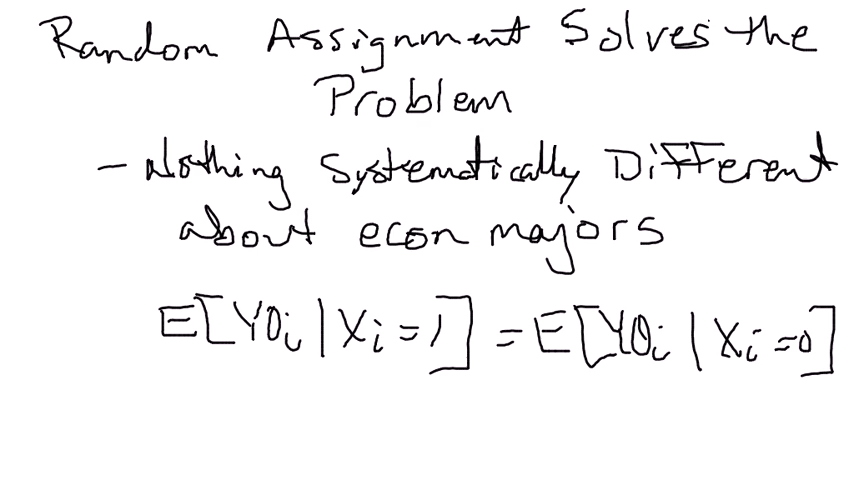 Random Assignment Solves the
Problem
- Nothing Systematically Different
about econ majors
E[Y0i | Xi = 1] = E[Y0i | Xi = 0]